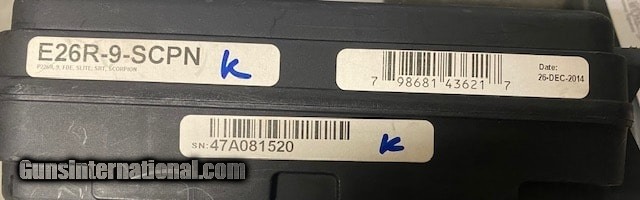 E26R-9-SCPN
P226R, 9, FDE, SLITE, SRT, SCORPION
K
7 98681 43621 7
Date:
26-DEC-2014
SN: 47A081520
K
GunsInternational.com